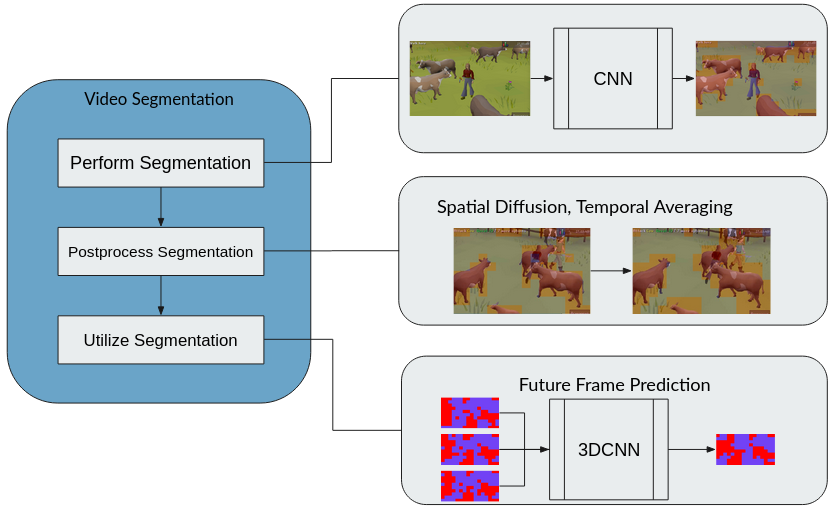 Video Segmentation
Perform Segmentation
Postprocess Segmentation
Utilize Segmentation
CNN
Spatial Diffusion, Temporal Averaging
Future Frame Prediction
3DCNN